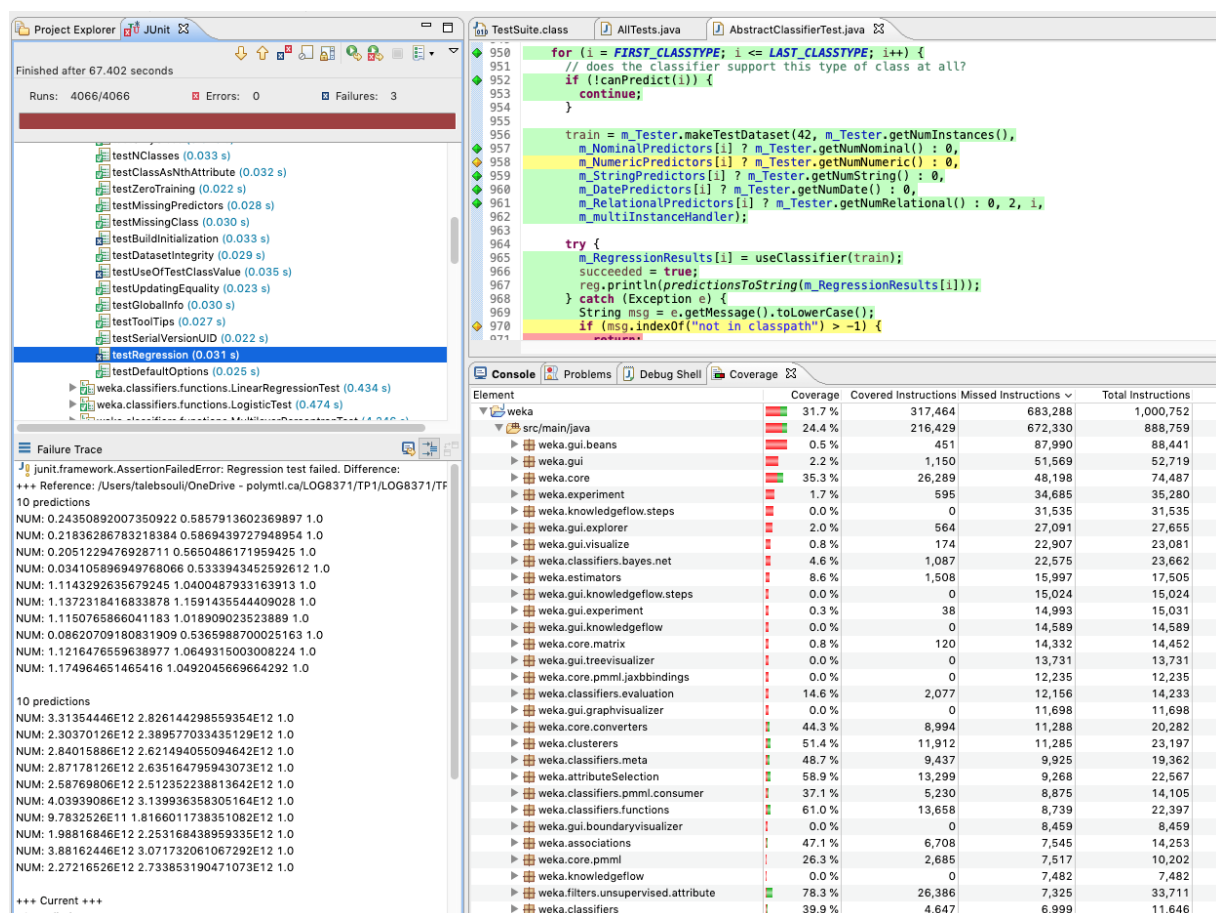 Project Explorer JUnit
Finished after 67.402 seconds
Runs: 4066/4066 Errors: 0 Failures: 3
testNClasses (0.033 s)
testClassAsNthAttribute (0.032 s)
testZeroTraining (0.022 s)
testMissingPredictors (0.028 s)
testMissingClass (0.030 s)
testBuildInitialization (0.033 s)
testDatasetIntegrity (0.029 s)
testUseOfTestClassValue (0.035 s)
testUpdatingEquality (0.023 s)
testGlobalInfo (0.030 s)
testToolTips (0.027 s)
testSerialVersionUID (0.022 s)
testRegression (0.031 s)
testDefaultOptions (0.025 s)
weka.classifiers.functions.LinearRegressionTest (0.434 s)
weka.classifiers.functions.LogisticTest (0.474 s)
Failure Trace
junit.framework.AssertionFailedError: Regression test failed. Difference:
+++ Reference: /Users/talebsouli/OneDrive - polymtl.ca/LOG8371/TP1/LOG8371/TF
10 predictions
NUM: 0.24350892007350922 0.5857913602369897 1.0
NUM: 0.21836286783218384 0.5869439727948954 1.0
NUM: 0.2051229476928711 0.56504861719594​25 1.0
NUM: 0.034105896949768066 0.5333943452592612 1.0
NUM: 1.1143292635679245 1.0400487933163913 1.0
NUM: 1.1372318416833878 1.1591435544409028 1.0
NUM: 1.1150765866041183 1.018909023523889 1.0
NUM: 0.08620709180831909 0.5365988700025163 1.0
NUM: 1.1216476559638977 1.0649315003008224 1.0
NUM: 1.174964651465416 1.0492045669664292 1.0
10 predictions
NUM: 3.31354446E12 2.826144298559354E12 1.0
NUM: 2.30370126E12 2.389577033435129E12 1.0
NUM: 2.84015886E12 2.621494055094642E12 1.0
NUM: 2.87178126E12 2.635164795943073E12 1.0
NUM: 2.58769806E12 2.512352238813642E12 1.0
NUM: 4.03939086E12 3.139936358305164E12 1.0
NUM: 9.7832526E11 1.8166011738351082E12 1.0
NUM: 1.98816846E12 2.253168438959335E12 1.0
NUM: 3.88162446E12 3.071732061067292E12 1.0
NUM: 2.27216526E12 2.733853190471073E12 1.0
+++ Current +++
TestSuite.class AllTests.java AbstractClassifierTest.java
950 for (i = FIRST_CLASSTYPE; i <= LAST_CLASSTYPE; i++) {
951 // does the classifier support this type of class at all?
952 if (!canPredict(i)) {
953 continue;
954 }
955
956 train = m_Tester.makeTestDataset(42, m_Tester.getNumInstances(),
957 m_NominalPredictors[i] ? m_Tester.getNumNominal() : 0,
958 m_NumericPredictors[i] ? m_Tester.getNumNumeric() : 0,
959 m_StringPredictors[i] ? m_Tester.getNumString() : 0,
960 m_DatePredictors[i] ? m_Tester.getNumDate() : 0,
961 m_RelationalPredictors[i] ? m_Tester.getNumRelational() : 0, 2, i,
962 m_multiInstanceHandler);
963
964 try {
965 m_RegressionResults[i] = useClassifier(train);
966 succeeded = true;
967 reg.println(predictionsToString(m_RegressionResults[i]));
968 } catch (Exception e) {
969 String msg = e.getMessage().toLowerCase();
970 if (msg.indexOf("not in classpath") > -1) {
971 return;
Console Problems Debug Shell Coverage
Element Coverage Covered Instructions Missed Instructions Total Instructions
weka 31.7 % 317,464 683,288 1,000,752
src/main/java 24.4 % 216,429 672,330 888,759
weka.gui.beans 0.5 % 451 87,990 88,441
weka.gui 2.2 % 1,150 51,569 52,719
weka.core 35.3 % 26,289 48,198 74,487
weka.experiment 1.7 % 595 34,685 35,280
weka.knowledgeflow.steps 0.0 % 0 31,535 31,535
weka.gui.explorer 2.0 % 564 27,091 27,655
weka.gui.visualize 0.8 % 174 22,907 23,081
weka.classifiers.bayes.net 4.6 % 1,087 22,575 23,662
weka.estimators 8.6 % 1,508 15,997 17,505
weka.gui.knowledgeflow.steps 0.0 % 0 15,024 15,024
weka.gui.experiment 0.3 % 38 14,993 15,031
weka.gui.knowledgeflow 0.0 % 0 14,589 14,589
weka.core.matrix 0.8 % 120 14,332 14,452
weka.gui.treevisualizer 0.0 % 0 13,731 13,731
weka.core.pmml.jaxbbindings 0.0 % 0 12,235 12,235
weka.classifiers.evaluation 14.6 % 2,077 12,156 14,233
weka.gui.graphvisualizer 0.0 % 0 11,698 11,698
weka.core.converters 44.3 % 8,994 11,288 20,282
weka.clusterers 51.4 % 11,912 11,285 23,197
weka.classifiers.meta 48.7 % 9,437 9,925 19,362
weka.attributeSelection 58.9 % 13,299 9,268 22,567
weka.classifiers.pmml.consumer 37.1 % 5,230 8,875 14,105
weka.classifiers.functions 61.0 % 13,658 8,739 22,397
weka.gui.boundaryvisualizer 0.0 % 0 8,459 8,459
weka.associations 47.1 % 6,708 7,545 14,253
weka.core.pmml 26.3 % 2,685 7,517 10,202
weka.knowledgeflow 0.0 % 0 7,482 7,482
weka.filters.unsupervised.attribute 78.3 % 26,386 7,325 33,711
weka.classifiers 39.9 % 4,647 6,999 11,646